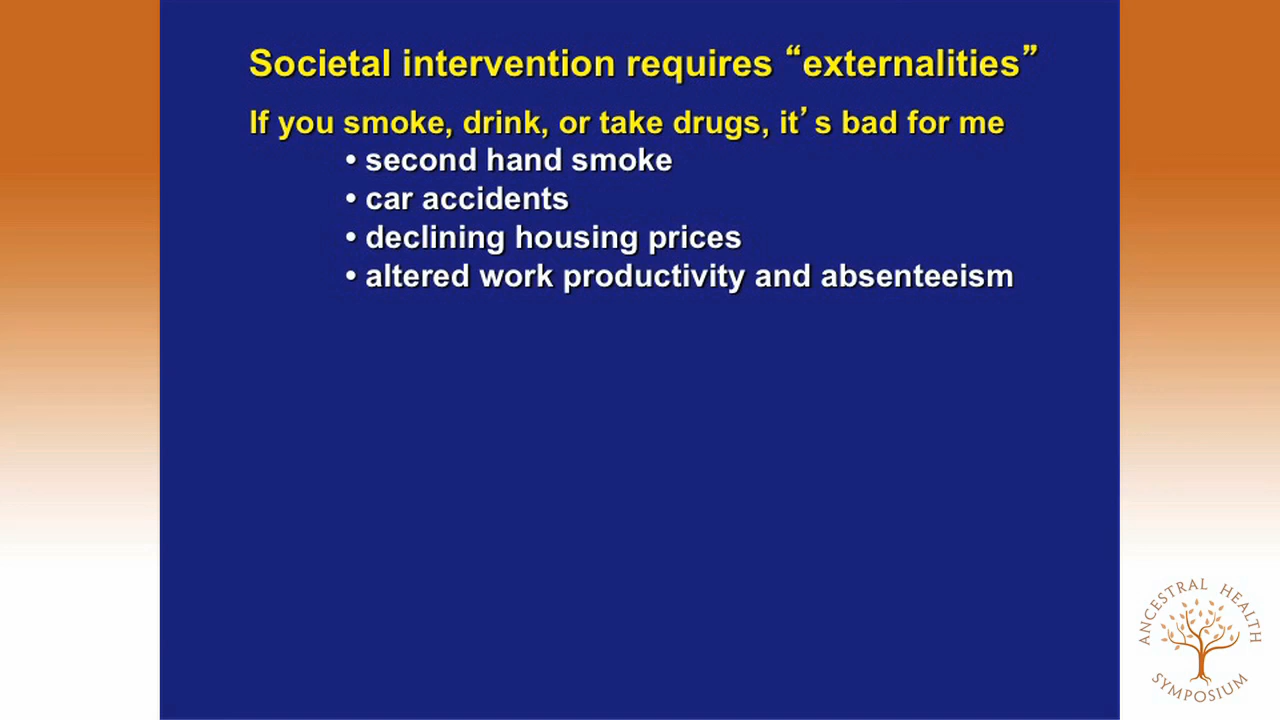 Societal intervention requires “externalities”
If you smoke, drink, or take drugs, it’s bad for me
• second hand smoke
• car accidents
• declining housing prices
• altered work productivity and absenteeism
ANCESTRAL HEALTH
SYMPOSIUM